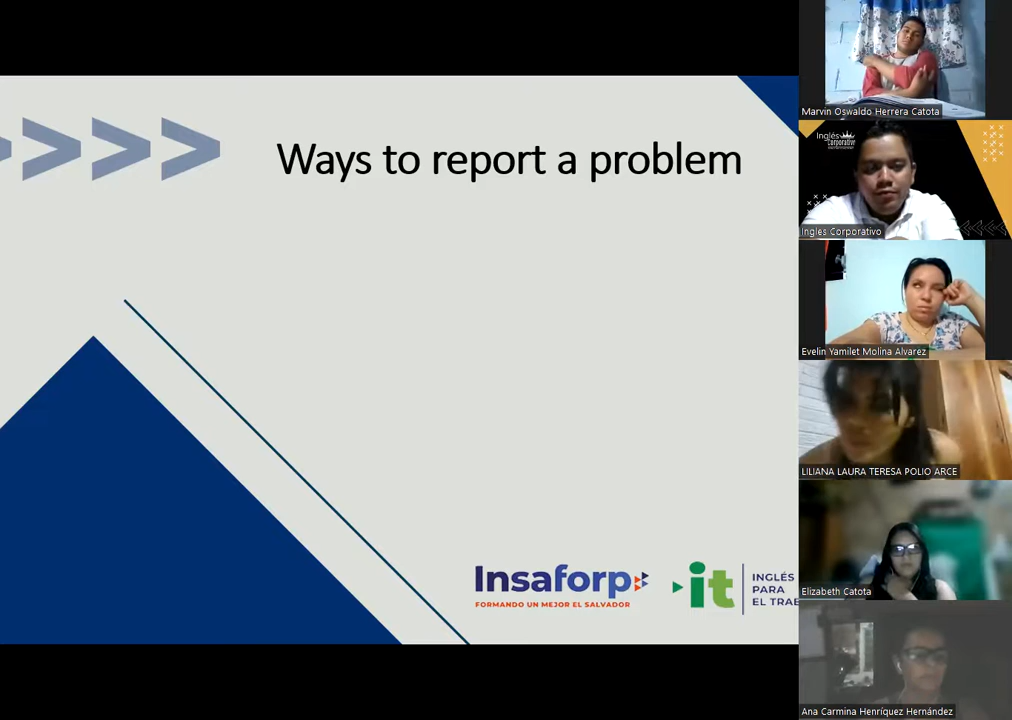 Ways to report a problem
Insaforp
FORMANDO UN MEJOR EL SALVADOR
it
INGLÉS
PARA
EL TRAB
Marvin Oswaldo Herrera Catota
Inglés
Corporativo
Ingles Corporativo
Evelin Yamilet Molina Alvarez
LILIANA LAURA TERESA POLIO ARCE
Elizabeth Catota
Ana Carmina Henríquez Hernández